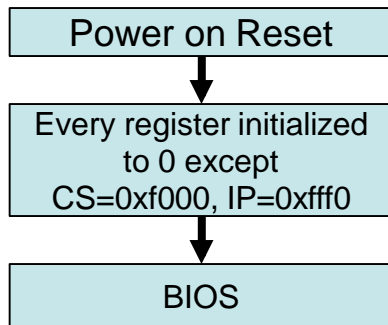 Power on Reset
Every register initialized
to 0 except
CS=0xf000, IP=0xfff0
BIOS